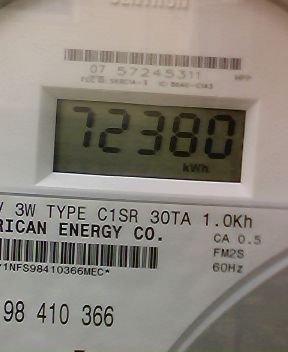 07 57245311
72380
kWh
3W TYPE C1SR 30TA 1.0Kh
RICAN ENERGY CO.
CA 0.5
FM2S
60Hz
1NFS98410366MEC*
98 410 366